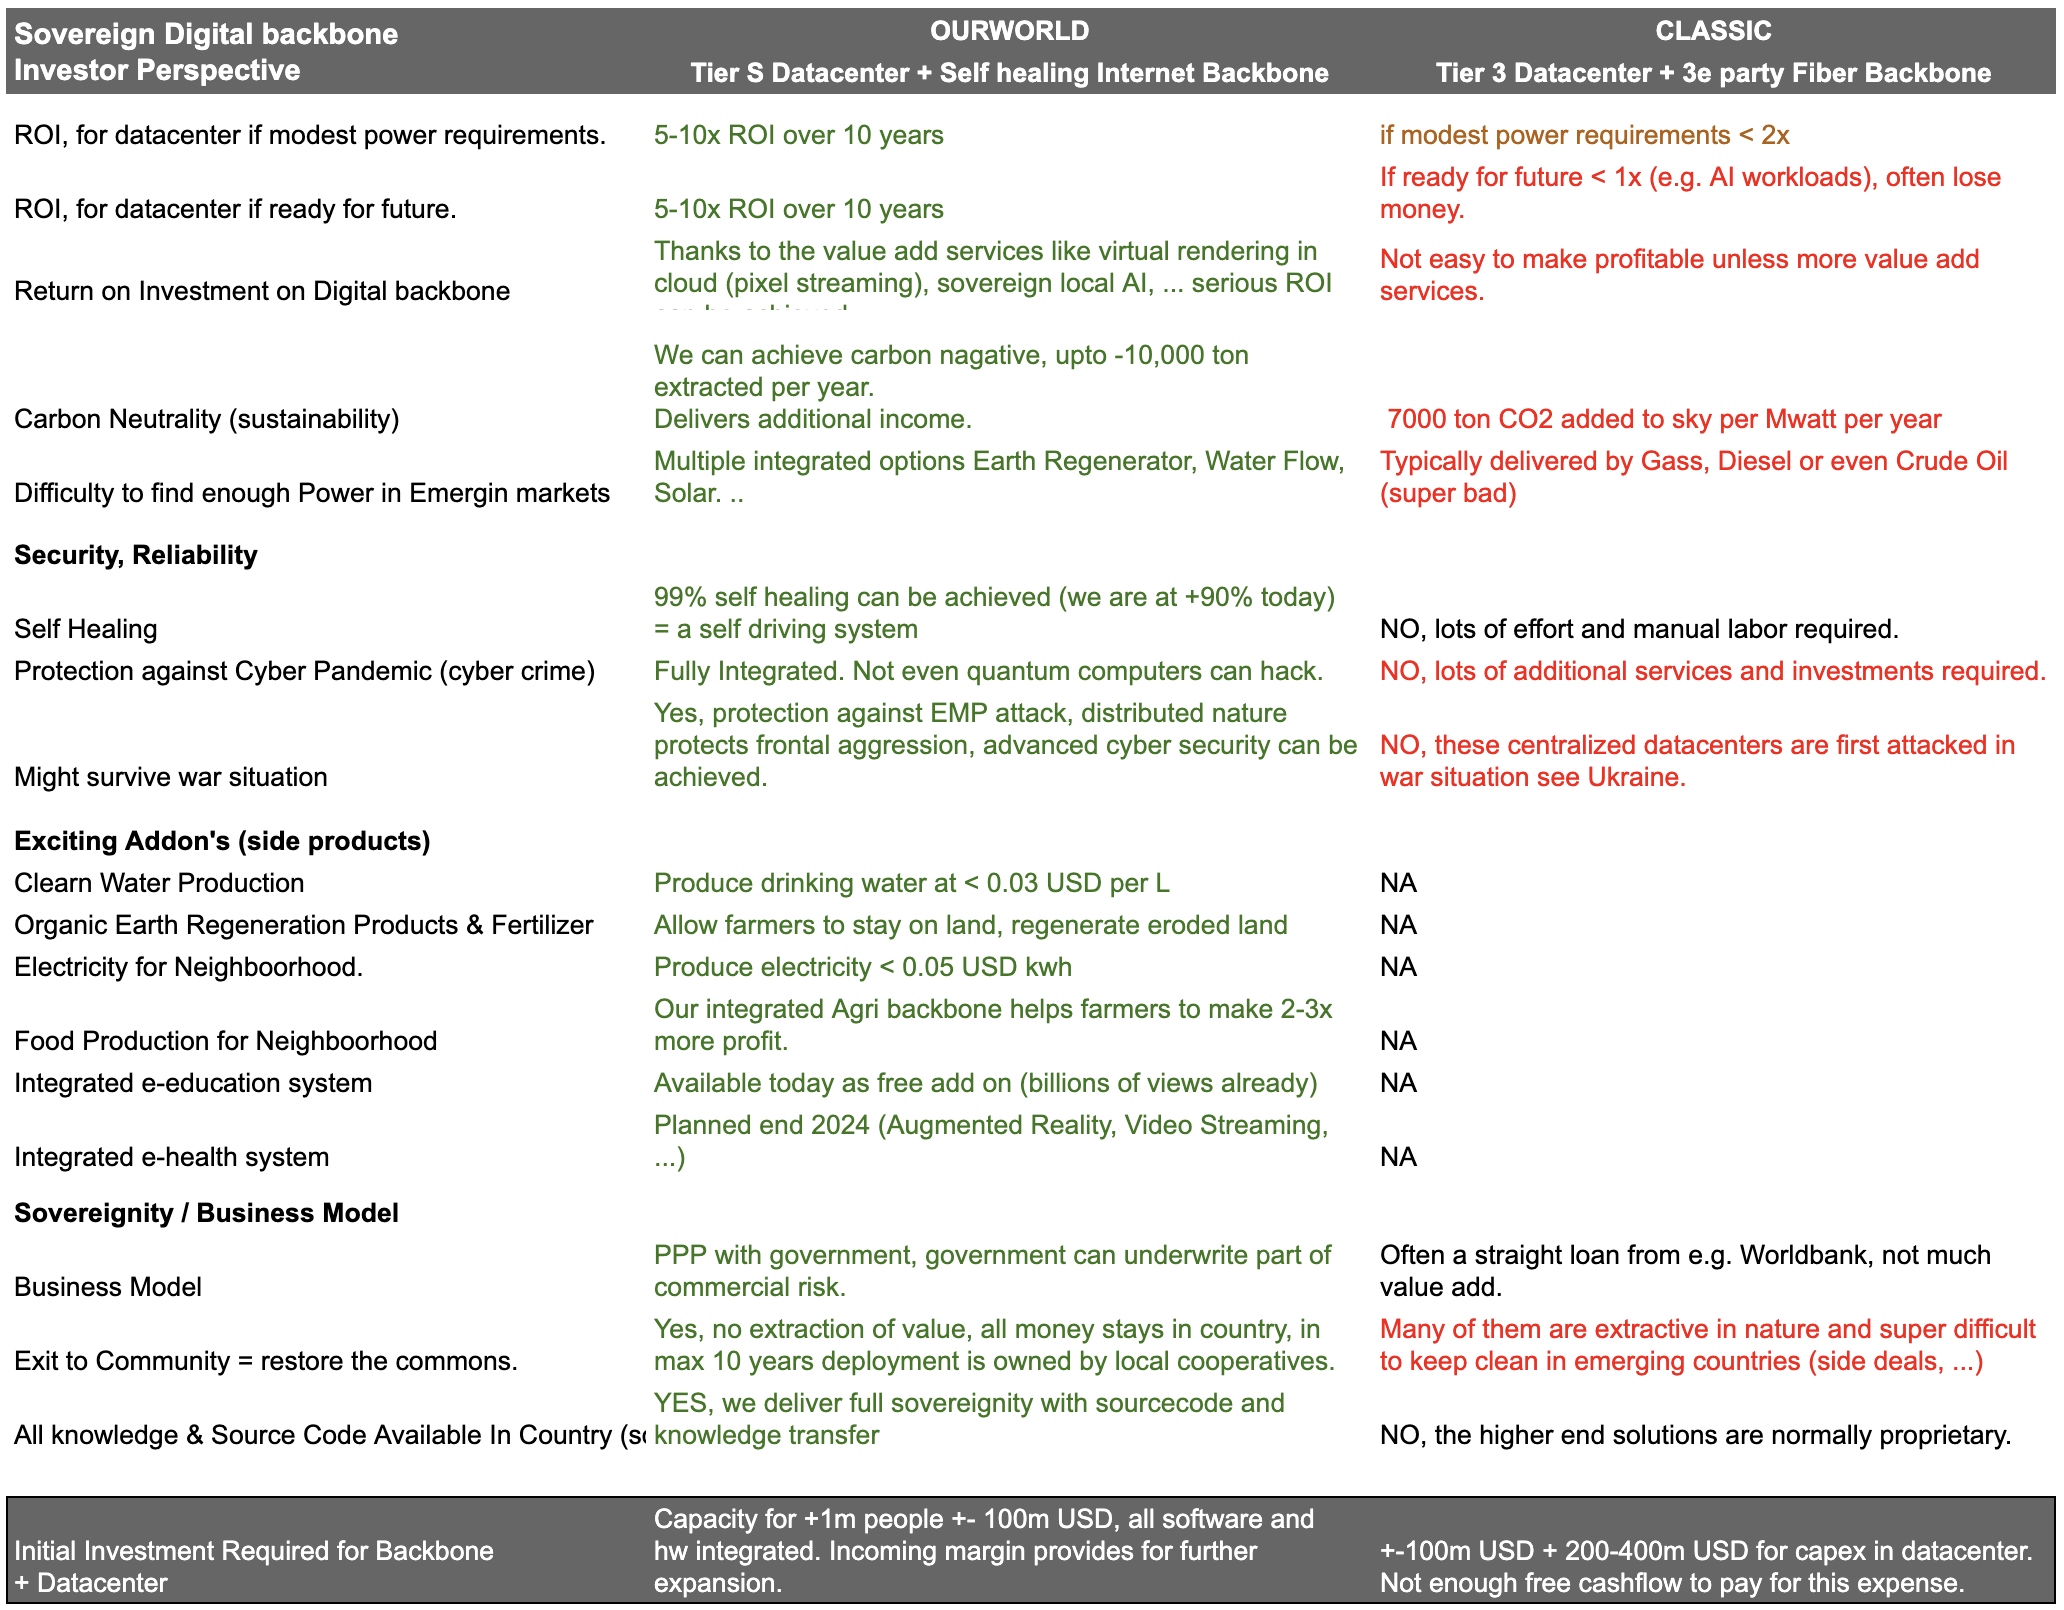 Sovereign Digital backbone
Investor Perspective
OURWORLD
Tier S Datacenter + Self healing Internet Backbone
CLASSIC
Tier 3 Datacenter + 3e party Fiber Backbone
ROI, for datacenter if modest power requirements.
5-10x ROI over 10 years
if modest power requirements < 2x
ROI, for datacenter if ready for future.
5-10x ROI over 10 years
If ready for future < 1x (e.g. AI workloads), often lose
money.
Return on Investment on Digital backbone
Thanks to the value add services like virtual rendering in
cloud (pixel streaming), sovereign local AI, ... serious ROI
Not easy to make profitable unless more value add
services.
Carbon Neutrality (sustainability)
We can achieve carbon nagative, upto -10,000 ton
extracted per year.
Delivers additional income.
7000 ton CO2 added to sky per Mwatt per year
Difficulty to find enough Power in Emergin markets
Multiple integrated options Earth Regenerator, Water Flow,
Solar. ..
Typically delivered by Gass, Diesel or even Crude Oil
(super bad)
Security, Reliability
Self Healing
99% self healing can be achieved (we are at +90% today)
= a self driving system
NO, lots of effort and manual labor required.
Protection against Cyber Pandemic (cyber crime)
Fully Integrated. Not even quantum computers can hack.
NO, lots of additional services and investments required.
Might survive war situation
Yes, protection against EMP attack, distributed nature
protects frontal aggression, advanced cyber security can be
achieved.
NO, these centralized datacenters are first attacked in
war situation see Ukraine.
Exciting Addon's (side products)
Clearn Water Production
Produce drinking water at < 0.03 USD per L
NA
Organic Earth Regeneration Products & Fertilizer
Allow farmers to stay on land, regenerate eroded land
NA
Electricity for Neighboorhood.
Produce electricity < 0.05 USD kwh
NA
Food Production for Neighboorhood
Our integrated Agri backbone helps farmers to make 2-3x
more profit.
NA
Integrated e-education system
Available today as free add on (billions of views already)
NA
Integrated e-health system
Planned end 2024 (Augmented Reality, Video Streaming,
...)
NA
Sovereignity / Business Model
Business Model
PPP with government, government can underwrite part of
commercial risk.
Often a straight loan from e.g. Worldbank, not much
value add.
Exit to Community = restore the commons.
Yes, no extraction of value, all money stays in country, in
max 10 years deployment is owned by local cooperatives.
Many of them are extractive in nature and super difficult
to keep clean in emerging countries (side deals, ...)
All knowledge & Source Code Available In Country
YES, we deliver full sovereignity with sourcecode and
knowledge transfer
NO, the higher end solutions are normally proprietary.
Initial Investment Required for Backbone
+ Datacenter
Capacity for +1m people +- 100m USD, all software and
hw integrated. Incoming margin provides for further
expansion.
+-100m USD + 200-400m USD for capex in datacenter.
Not enough free cashflow to pay for this expense.